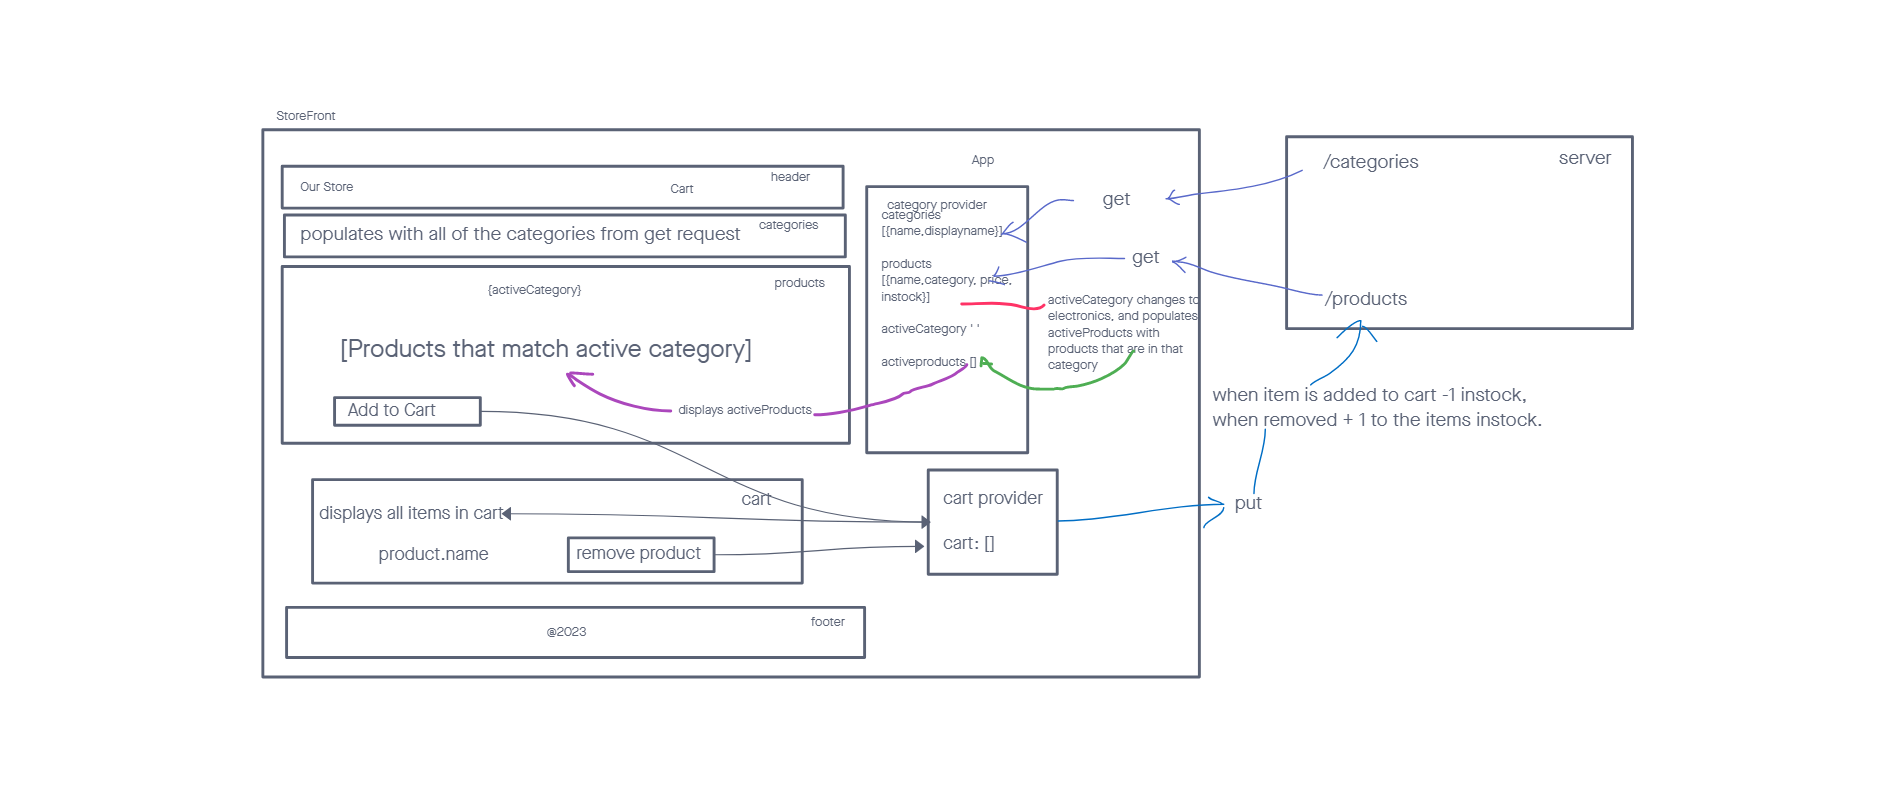 StoreFront
App
header
Our Store
Cart
categories
populates with all of the categories from get request
products
{activeCategory}
[Products that match active category]
Add to Cart
displays activeProducts
category provider
categories
[{name,displayname}]
products
[{name,category, price,
instock}]
activeCategory ' '
activeproducts []
get
get
activeCategory changes to
electronics, and populates
activeProducts with
products that are in that
category
server
/categories
/products
when item is added to cart -1 instock,
when removed + 1 to the items instock.
put
cart
displays all items in cart
product.name
remove product
cart provider
cart: []
footer
@2023